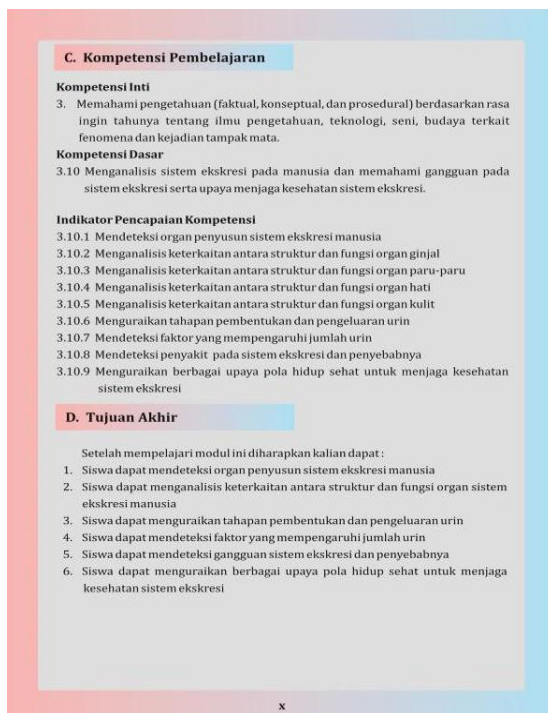 C. Kompetensi Pembelajaran
Kompetensi Inti
3. Memahami pengetahuan (faktual, konseptual, dan prosedural) berdasarkan rasa
ingin tahunya tentang ilmu pengetahuan, teknologi, seni, budaya terkait
fenomena dan kejadian tampak mata.
Kompetensi Dasar
3.10 Menganalisis sistem ekskresi pada manusia dan memahami gangguan pada
sistem ekskresi serta upaya menjaga kesehatan sistem ekskresi.
Indikator Pencapaian Kompetensi
3.10.1 Mendeteksi organ penyusun sistem ekskresi manusia
3.10.2 Menganalisis keterkaitan antara struktur dan fungsi organ ginjal
3.10.3 Menganalisis keterkaitan antara struktur dan fungsi organ paru-paru
3.10.4 Menganalisis keterkaitan antara struktur dan fungsi organ hati
3.10.5 Menganalisis keterkaitan antara struktur dan fungsi organ kulit
3.10.6 Menguraikan tahapan pembentukan dan pengeluaran urin
3.10.7 Mendeteksi faktor yang mempengaruhi jumlah urin
3.10.8 Mendeteksi penyakit pada sistem ekskresi dan penyebabnya
3.10.9 Menguraikan berbagai upaya pola hidup sehat untuk menjaga kesehatan
sistem ekskresi
D. Tujuan Akhir
Setelah mempelajari modul ini diharapkan kalian dapat :
1. Siswa dapat mendeteksi organ penyusun sistem ekskresi manusia
2. Siswa dapat menganalisis keterkaitan antara struktur dan fungsi organ sistem
ekskresi manusia
3. Siswa dapat menguraikan tahapan pembentukan dan pengeluaran urin
4. Siswa dapat mendeteksi faktor yang mempengaruhi jumlah urin
5. Siswa dapat mendeteksi gangguan sistem ekskresi dan penyebabnya
6. Siswa dapat menguraikan berbagai upaya pola hidup sehat untuk menjaga
kesehatan sistem ekskresi
x